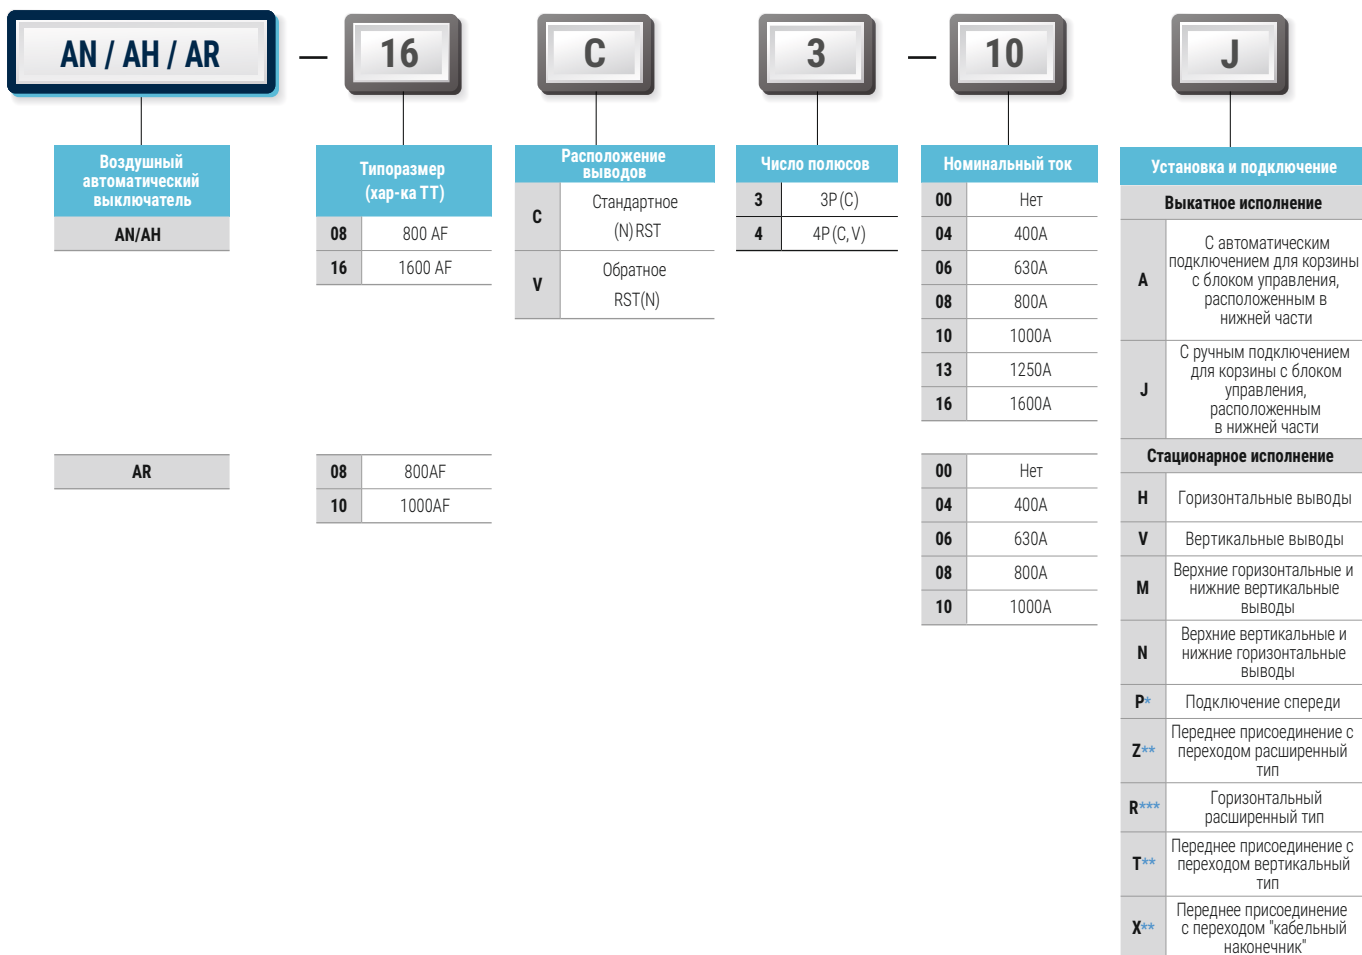 AN / AH / AR — 16 C 3 — 10 J
Воздушный
автоматический
выключатель
AN/AH
AR
Типоразмер
(хар-ка ТТ)
08 800 AF
16 1600 AF
08 800AF
10 1000AF
Расположение
выводов
C Стандартное
(N) RST
V Обратное
RST(N)
Число полюсов
3 3P (C)
4 4P (C, V)
Номинальный ток
00 Нет
04 400A
06 630A
08 800A
10 1000A
13 1250A
16 1600A
00 Нет
04 400A
06 630A
08 800A
10 1000A
Установка и подключение
Выкатное исполнение
A С автоматическим
подключением для корзины
с блоком управления,
расположенным в
нижней части
J С ручным подключением
для корзины с блоком
управления,
расположенным
в нижней части
Стационарное исполнение
H Горизонтальные выводы
V Вертикальные выводы
M Верхние горизонтальные и
нижние вертикальные
выводы
N Верхние вертикальные и
нижние горизонтальные
выводы
P* Подключение спереди
Z** Переднее присоединение с
переходом расширенный
тип
R*** Горизонтальный
расширенный тип
T** Переднее присоединение с
переходом вертикальный
тип
X** Переднее присоединение
с переходом "кабельный
наконечник"